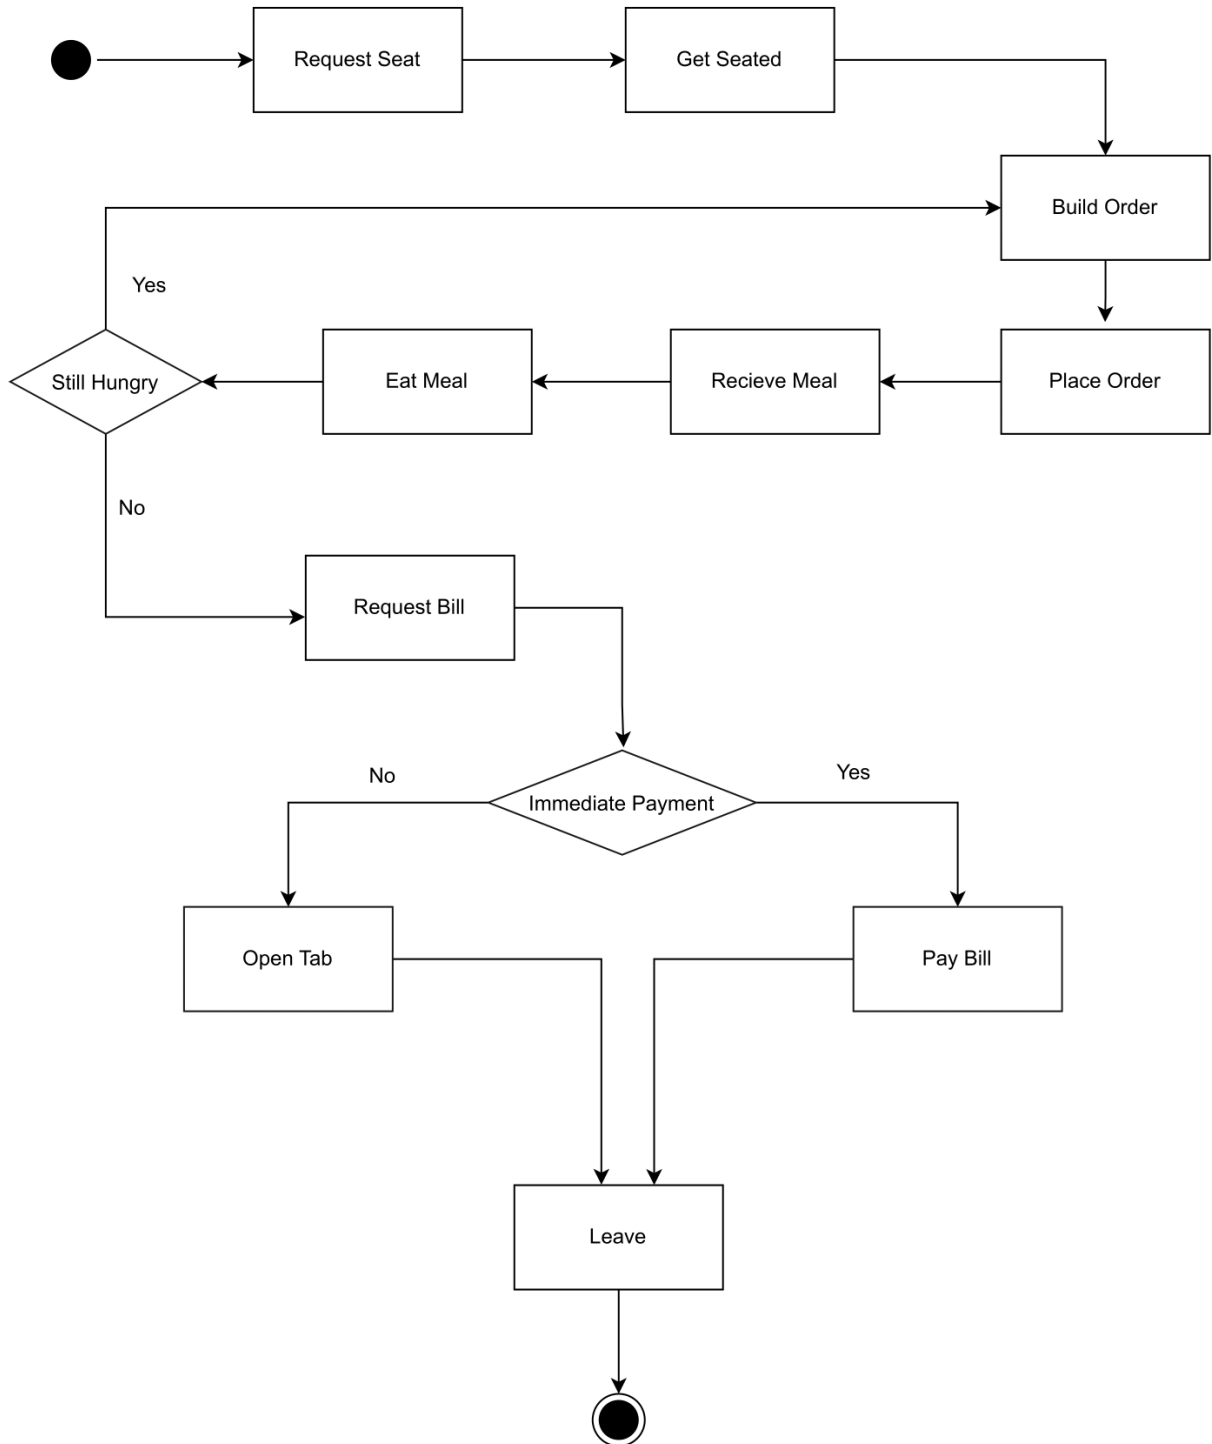 Request Seat
Get Seated
Build Order
Yes
Still Hungry
Eat Meal
Recieve Meal
Place Order
No
Request Bill
No
Immediate Payment
Yes
Open Tab
Pay Bill
Leave